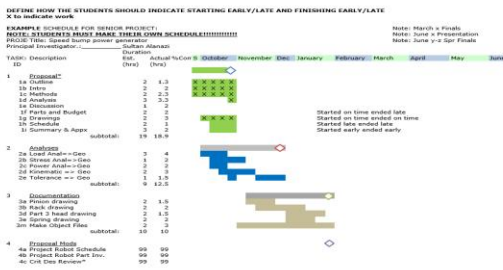 DEFINE HOW THE STUDENTS SHOULD INDICATE STARTING EARLY/LATE AND FINISHING EARLY/LATE
X to indicate work
EXAMPLE SCHEDULE FOR SENIOR PROJECT: Note: March x Finals
NOTE: STUDENTS MUST MAKE THEIR OWN SCHEDULE!!!!!!!!!!!! Note: June x Presentation
PROJE Title: Speed bump power generator Note: June y-z Spr Finals
Principal Investigator.: Sultan Alanazi
Duration
TASK: Description Est. Actual %Con S October November Dec January February March April May June
ID (hrs) (hrs)
1 Proposal*
1a Outline 2 1.3 X X X X X
1b Intro 2 2 X X X X X
1c Methods 2 2.3 X X X X X
1d Analysis 3 3.3 X
1e Discussion 1 2
1f Parts and Budget 2 2 Started on time ended late
1g Drawings 2 3 X X X X Started on time ended on time
1h Schedule 2 1 Started late ended late
1i Summary & Appx 3 2 Started early ended early
subtotal: 19 18.9
2 Analyses
2a Load Anal=>Geo 3 4
2b Stress Anal=>Geo 1 2
2c Power Anal=>Geo 2 2
2d Kinematic => Geo 2 3
2e Tolerance => Geo 1 1.5
subtotal: 9 12.5
3 Documentation
3a Pinion drawing 2 1.5
3b Rack drawing 2 2
3d Part 3 head drawing 2 1.5
3e Spring drawing 2 2
3m Make Object Files 2 3
subtotal: 10 10
4 Proposal Mods
4a Project Robot Schedule 99 99
4b Project Robot Part Inv. 99 99
4c Crit Des Review* 99 99